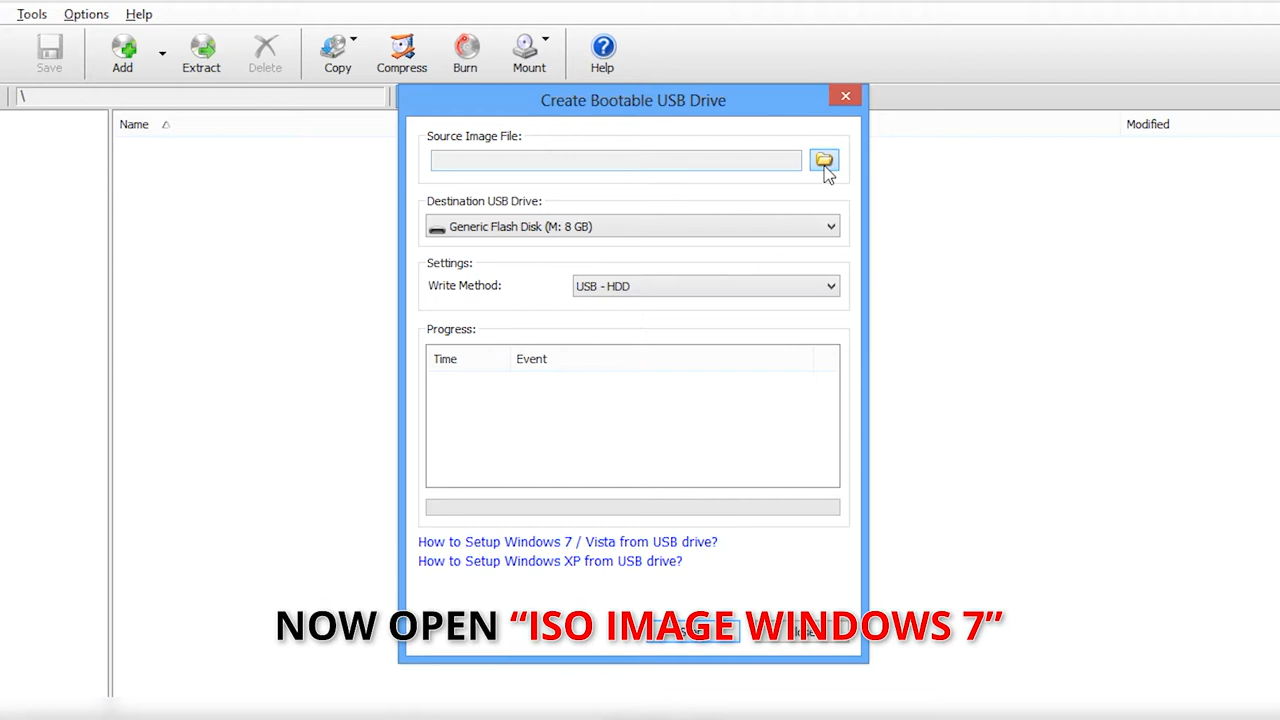 Tools Options Help
Save Add Extract Delete Copy Compress Burn Mount Help
\
Create Bootable USB Drive
Name Modified
Source Image File:
Destination USB Drive:
Generic Flash Disk (M: 8 GB)
Settings:
Write Method: USB - HDD
Progress:
Time Event
How to Setup Windows 7 / Vista from USB drive?
How to Setup Windows XP from USB drive?
NOW OPEN “ISO IMAGE WINDOWS 7”